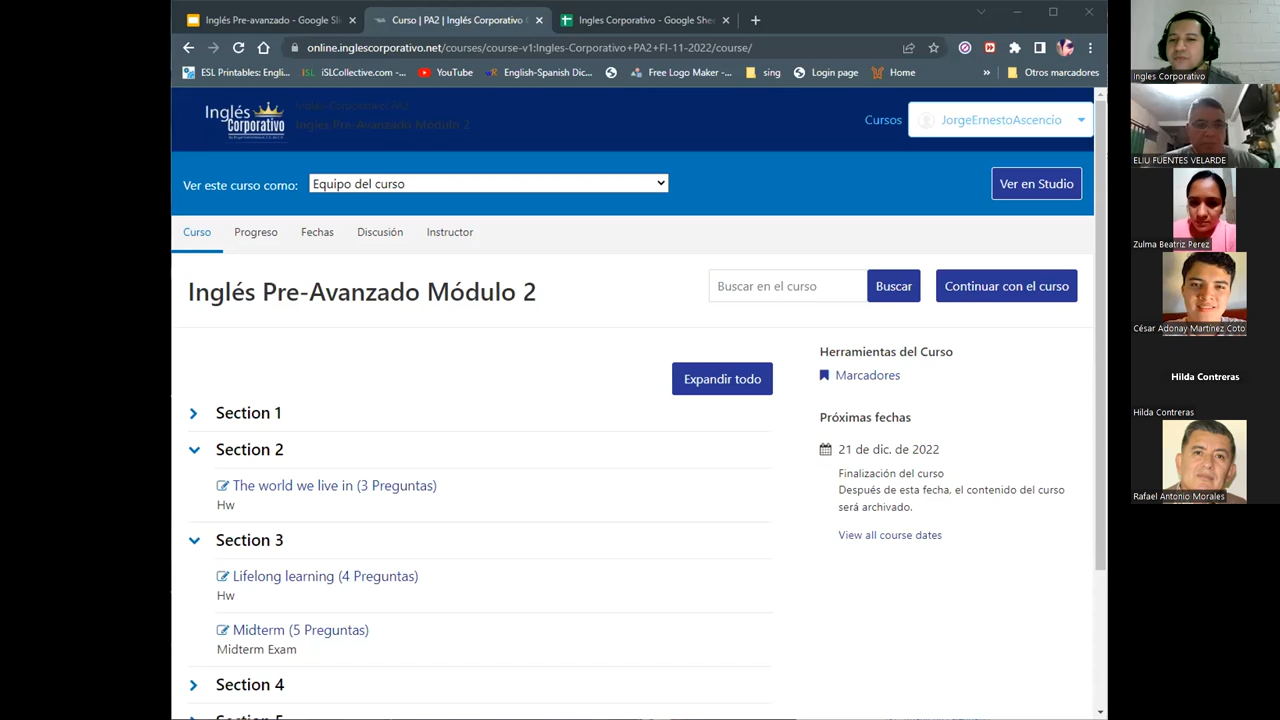 Inglés Pre-avanzado - Google Sli
Curso | PA2 | Inglés Corporativo
Ingles Corporativo - Google She
online.inglescorporativo.net/courses/course-v1:Ingles-Corporativo+PA2+FI-11-2022/course/
ESL Printables: Engli...
iSLCollective.com -...
YouTube
English-Spanish Dic...
Free Logo Maker -...
sing
Login page
Home
»
Otros marcadores
Inglés
Corporativo
Ingles Pre-Avanzado Modulo 2
Cursos
JorgeErnestoAscencio
Ver este curso como:
Equipo del curso
Ver en Studio
Curso
Progreso
Fechas
Discusión
Instructor
Inglés Pre-Avanzado Módulo 2
Buscar en el curso
Buscar
Continuar con el curso
Expandir todo
Section 1
Section 2
The world we live in (3 Preguntas)
Hw
Section 3
Lifelong learning (4 Preguntas)
Hw
Midterm (5 Preguntas)
Midterm Exam
Section 4
Herramientas del Curso
Marcadores
Próximas fechas
21 de dic. de 2022
Finalización del curso
Después de esta fecha, el contenido del curso
será archivado.
View all course dates
Ingles Corporativo
ELIU FUENTES VELARDE
Zulma Beatriz Perez
César Adonay Martínez Coto
Hilda Contreras
Hilda Contreras
Rafael Antonio Morales